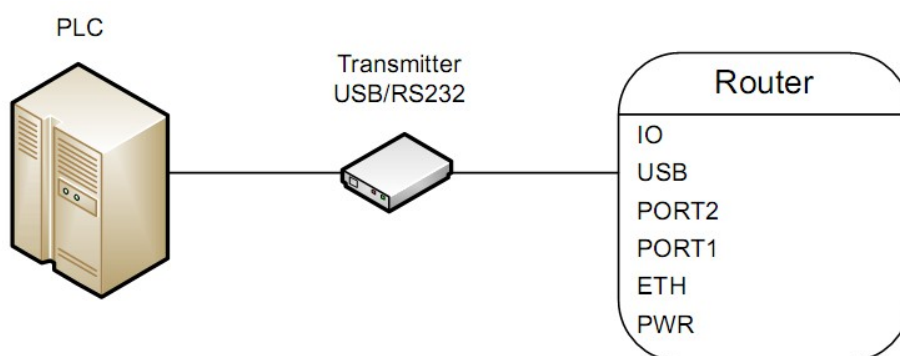 PLC
Transmitter
USB/RS232
Router
IO
USB
PORT2
PORT1
ETH
PWR